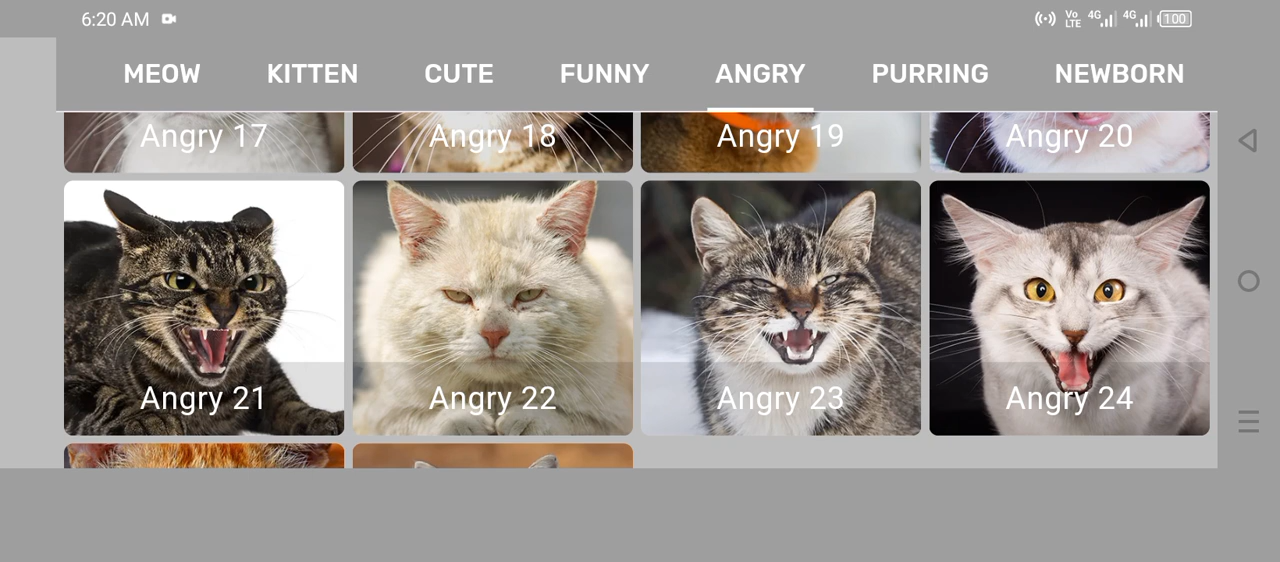 6:20 AM Vo LTE 4G 4G 100
MEOW KITTEN CUTE FUNNY ANGRY PURRING NEWBORN
Angry 17 Angry 18 Angry 19 Angry 20
Angry 21 Angry 22 Angry 23 Angry 24